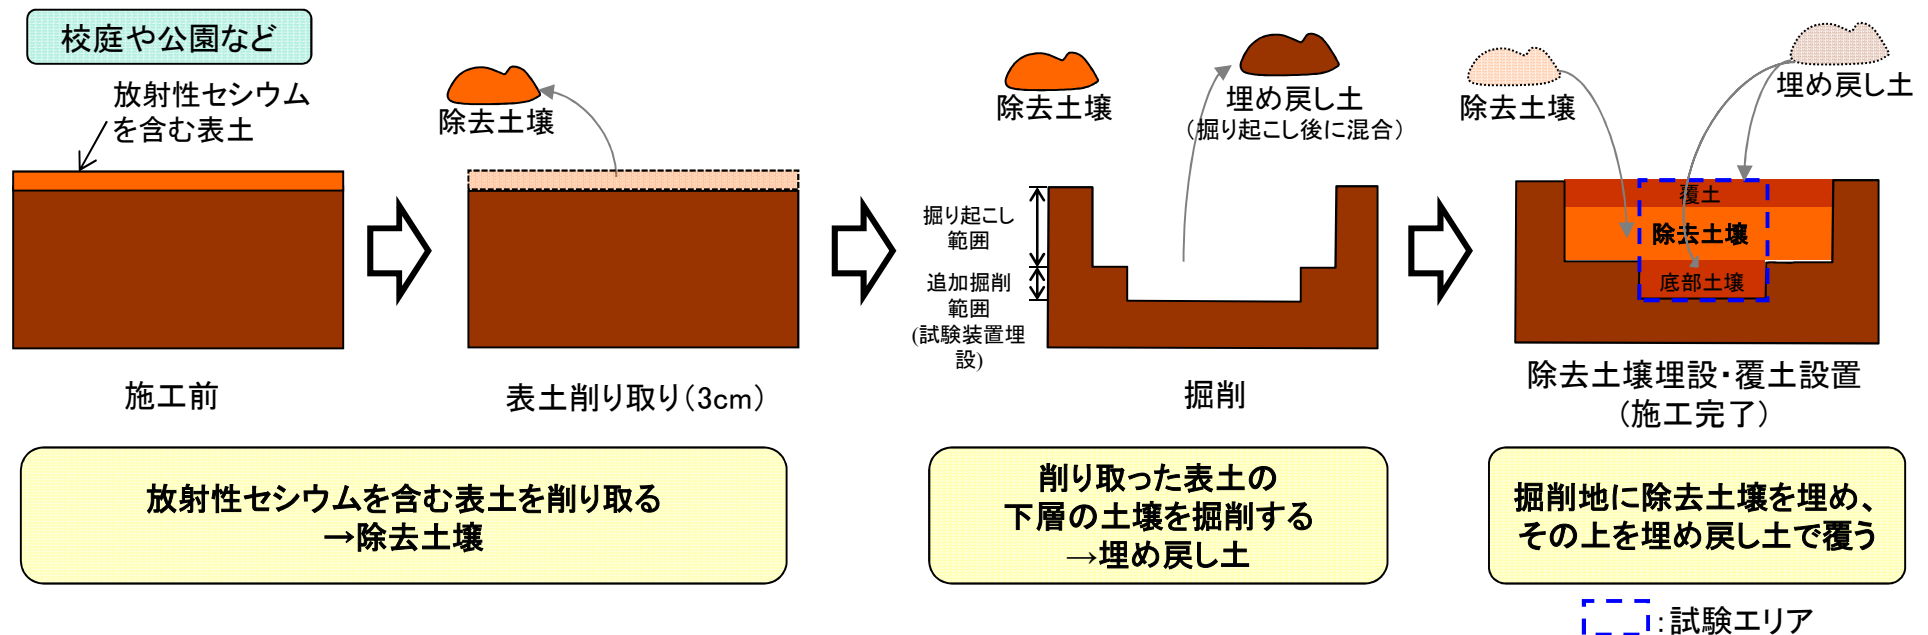 校庭や公園など
放射性セシウム
を含む表土
施工前
除去土壌
表土削り取り(3cm)
放射性セシウムを含む表土を削り取る
→除去土壌
除去土壌
埋め戻し土
(掘り起こし後に混合)
掘り起こし
範囲
追加掘削
範囲
(試験装置埋
設)
掘削
削り取った表土の
下層の土壌を掘削する
→埋め戻し土
除去土壌
埋め戻し土
覆土
除去土壌
底部土壌
除去土壌埋設・覆土設置
(施工完了)
掘削地に除去土壌を埋め、
その上を埋め戻し土で覆う
:試験エリア